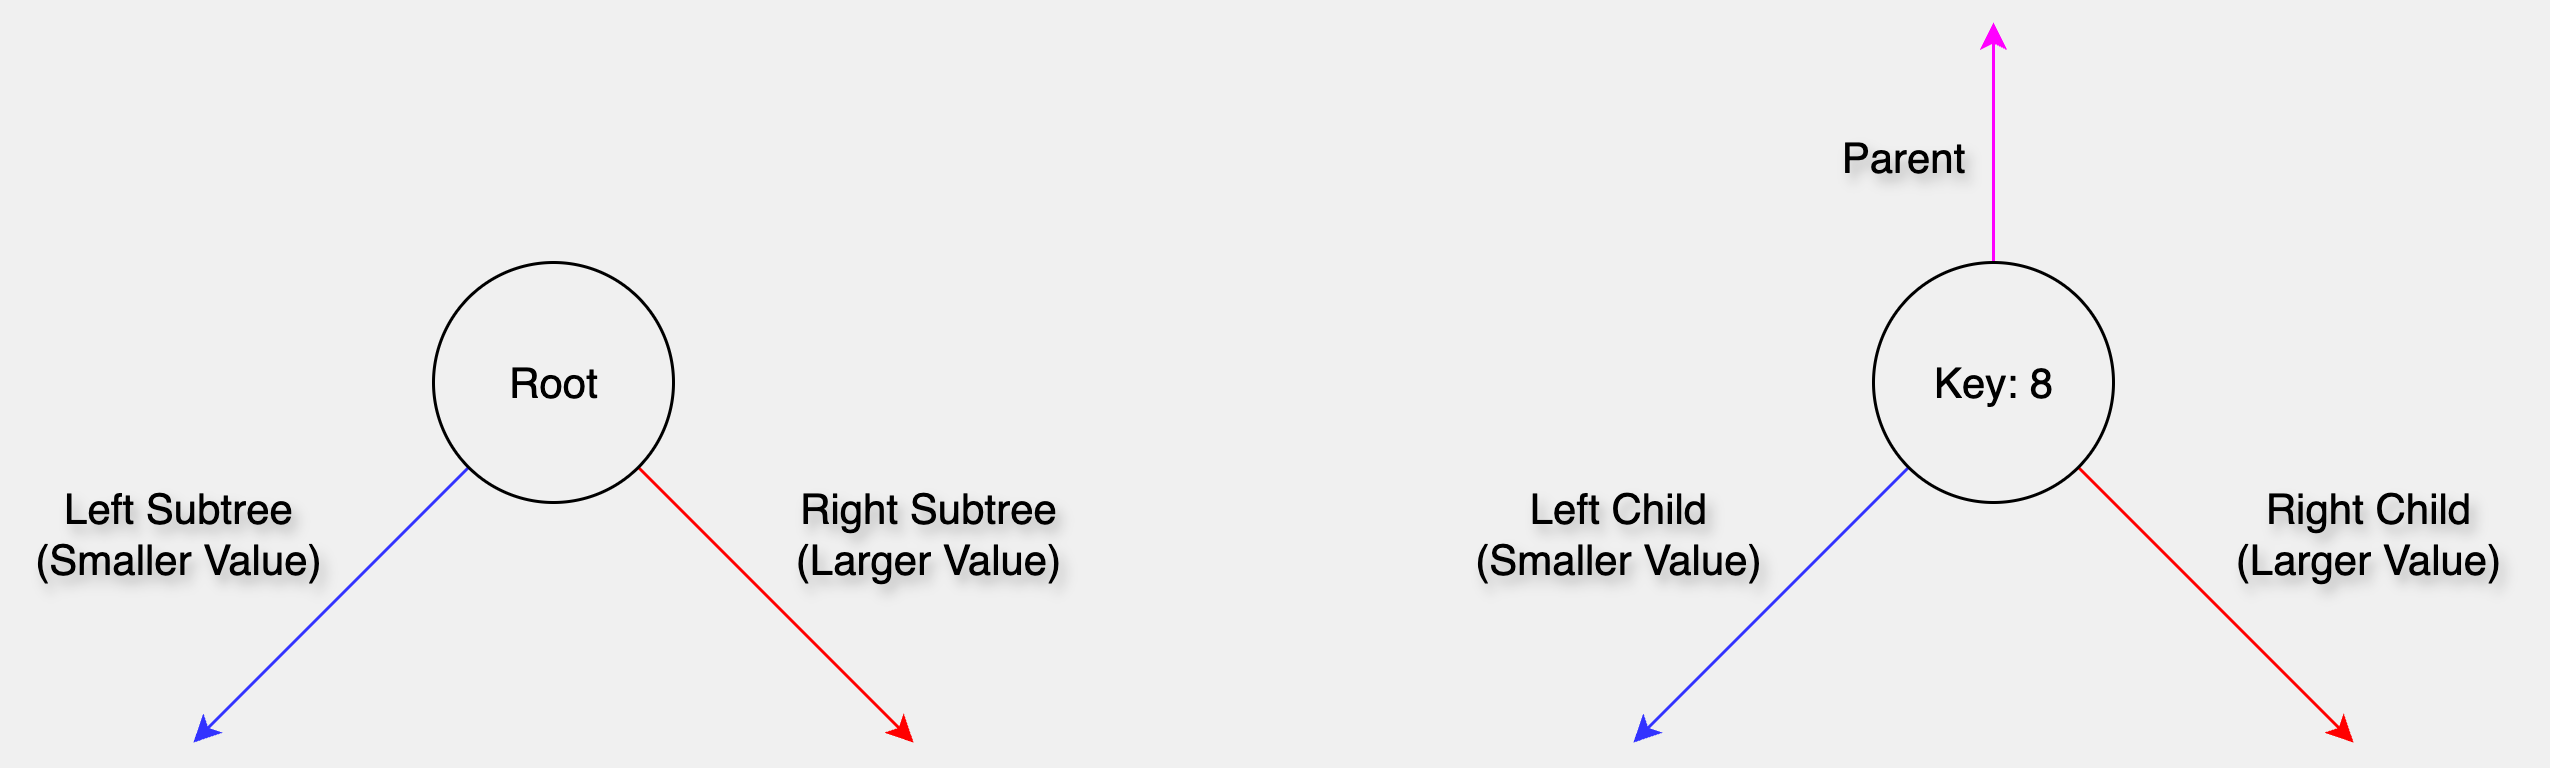 Root
Left Subtree
(Smaller Value)
Right Subtree
(Larger Value)
Parent
Key: 8
Left Child
(Smaller Value)
Right Child
(Larger Value)